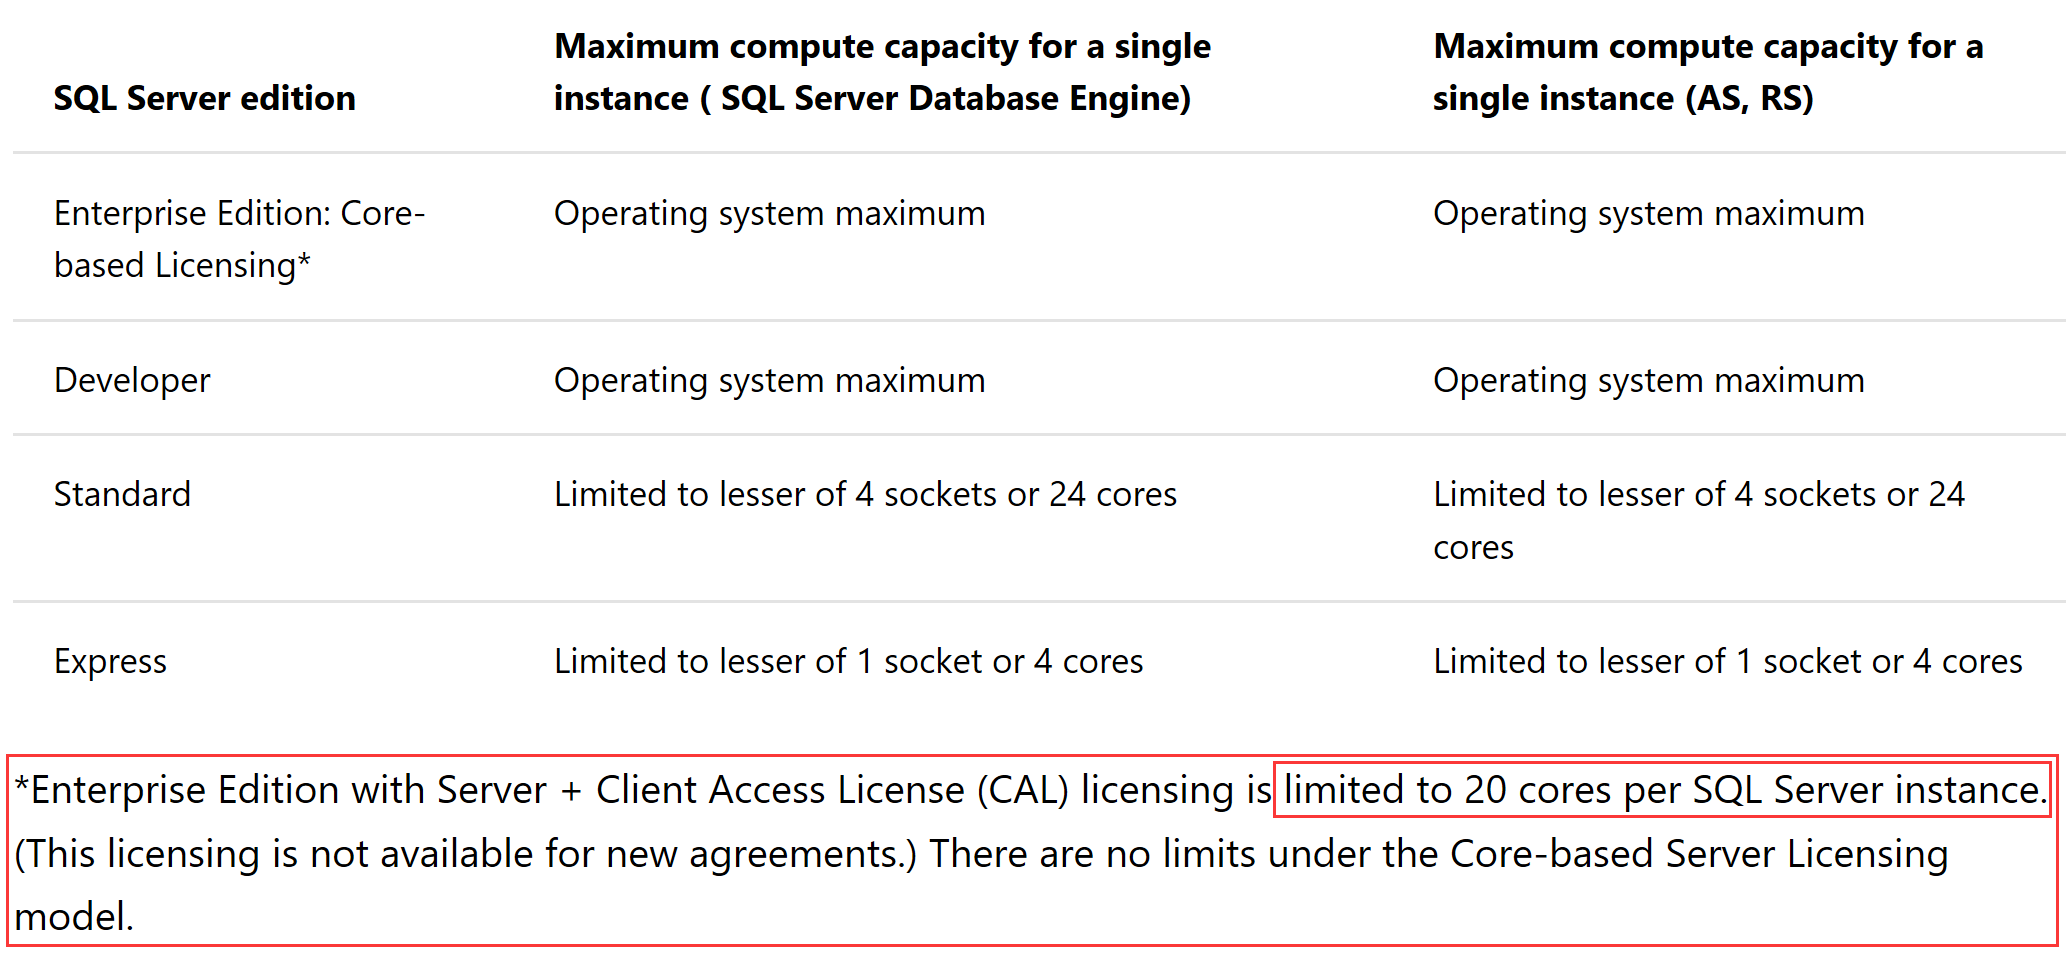 SQL Server edition
Maximum compute capacity for a single
instance ( SQL Server Database Engine)
Maximum compute capacity for a
single instance (AS, RS)
Enterprise Edition: Core-
based Licensing*
Operating system maximum
Operating system maximum
Developer
Operating system maximum
Operating system maximum
Standard
Limited to lesser of 4 sockets or 24 cores
Limited to lesser of 4 sockets or 24
cores
Express
Limited to lesser of 1 socket or 4 cores
Limited to lesser of 1 socket or 4 cores
*Enterprise Edition with Server + Client Access License (CAL) licensing is limited to 20 cores per SQL Server instance.
(This licensing is not available for new agreements.) There are no limits under the Core-based Server Licensing
model.